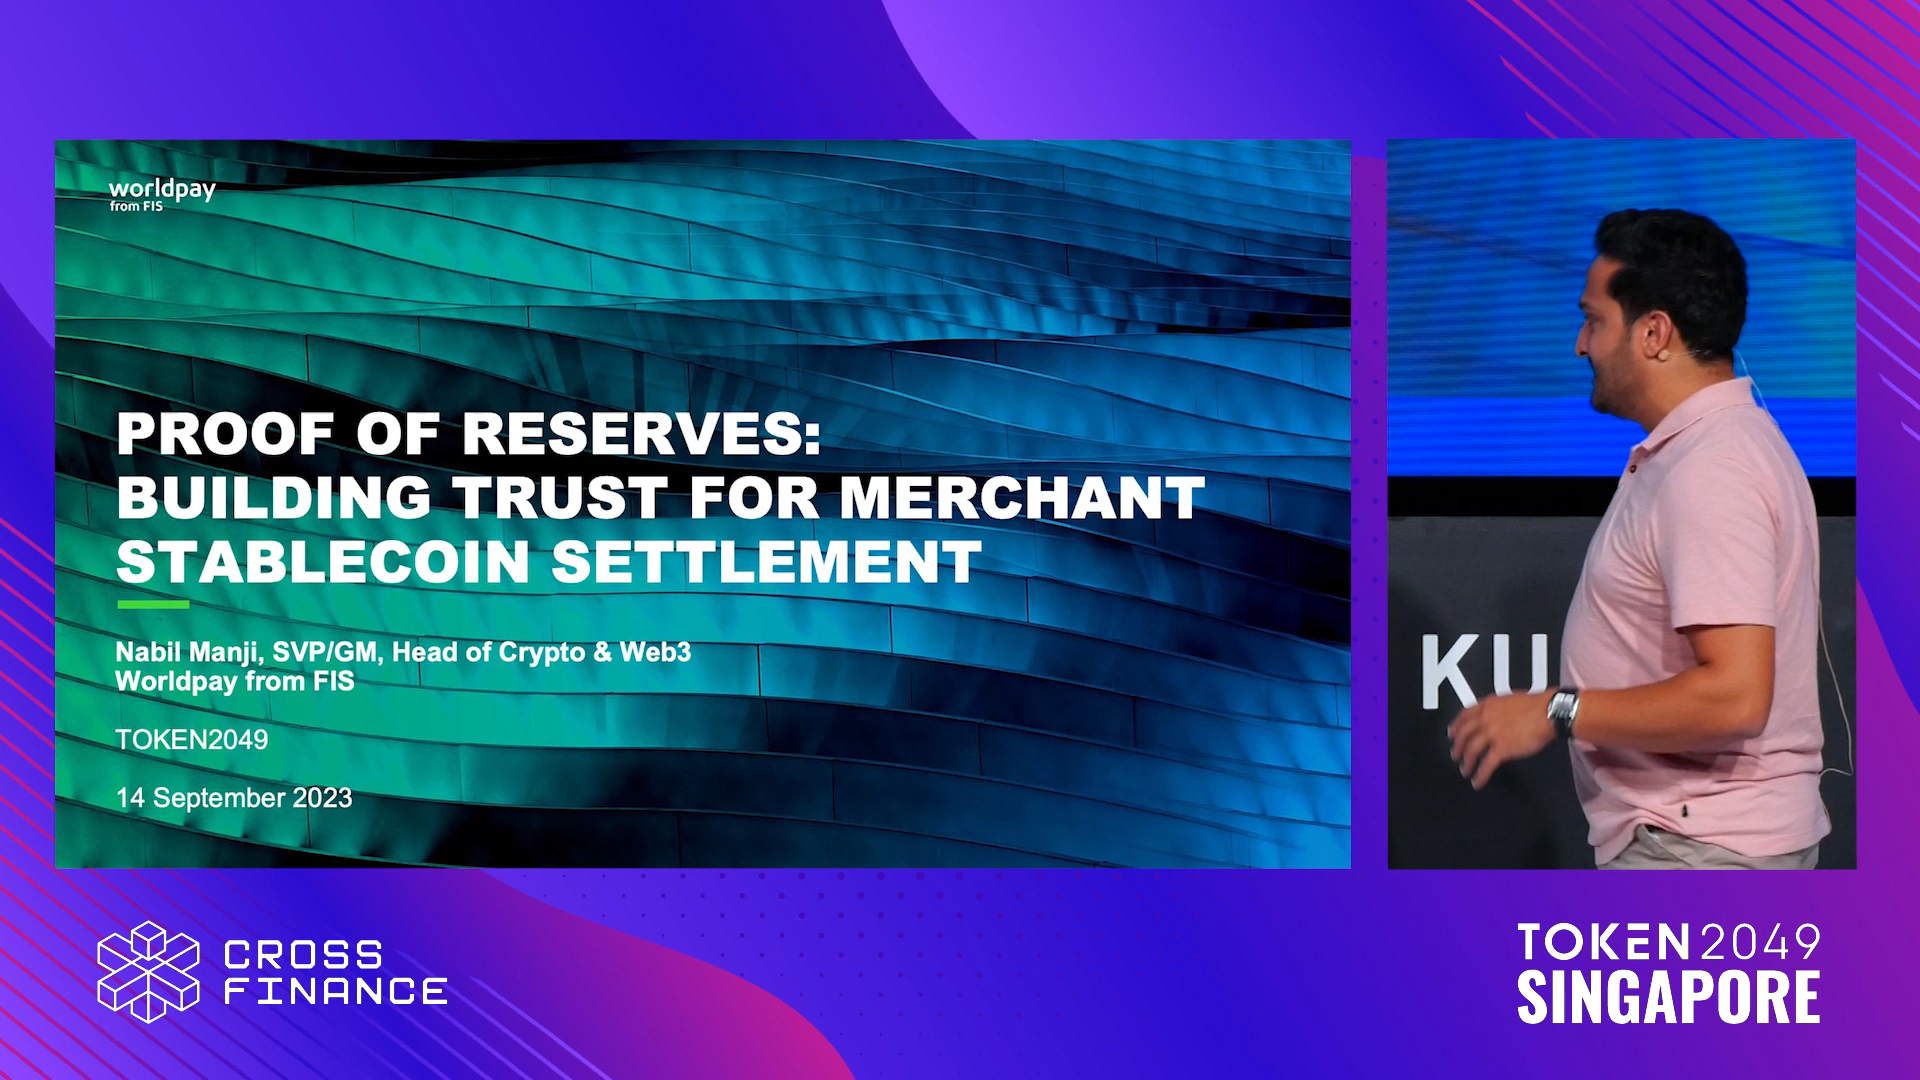 worldpay
from FIS
PROOF OF RESERVES:
BUILDING TRUST FOR MERCHANT
STABLECOIN SETTLEMENT
Nabil Manji, SVP/GM, Head of Crypto & Web3
Worldpay from FIS
TOKEN2049
14 September 2023
KU
CROSS
FINANCE
TOKEN2049
SINGAPORE